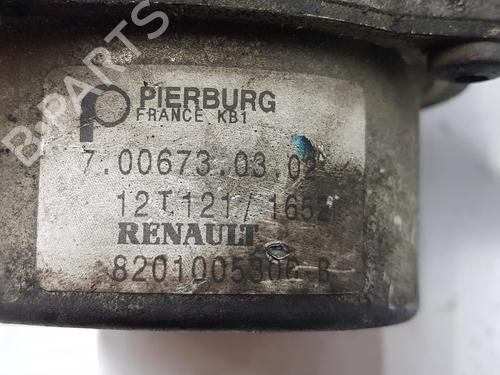 PIERBURG
FRANCE KB1
7.00673.03.02
12T.121/1652
RENAULT
8201005306 B
B-PARTS